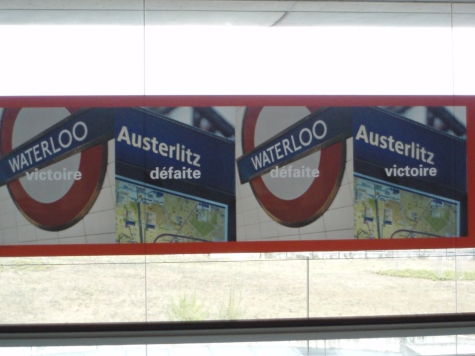 WATERLOO
victoire
Austerlitz
défaite
WATERLOO
défaite
Austerlitz
victoire